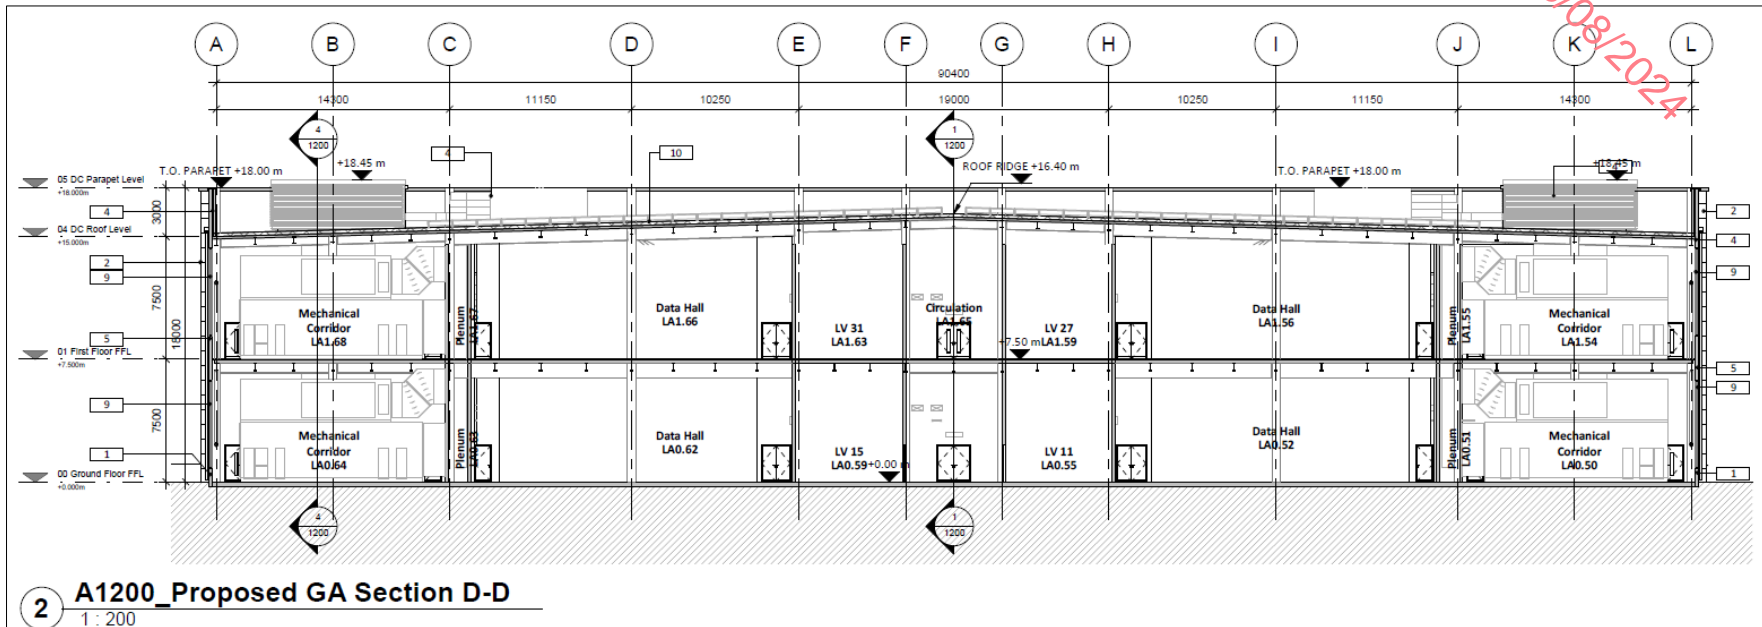 /08/2024
A B C D E F G H I J K L
90400
14300 11150 10250 19000 10250 11150 14300
4
1200
1
1200
4
10
T.O. PARAPET +18.00 m
+18.45 m
ROOF RIDGE +16.40 m
T.O. PARAPET +18.00 m
+18.45 m
05 DC Parapet Level
+18.000m
4
3000
2
04 DC Roof Level
+15.000m
4
2
9
9
7500
18000
Mechanical
Corridor
LA1.68
Plenum
LA1.67
Data Hall
LA1.66
LV 31
LA1.63
Circulation
LA1.65
LV 27
LA1.59
Data Hall
LA1.56
Plenum
LA1.55
Mechanical
Corridor
LA1.54
5
+7.50 m
01 First Floor FFL
+7.500m
5
9
9
7500
Mechanical
Corridor
LA0.64
Plenum
LA0.63
Data Hall
LA0.62
LV 15
LA0.59
LV 11
LA0.55
Data Hall
LA0.52
Plenum
LA0.51
Mechanical
Corridor
LA0.50
1
+0.00 m
00 Ground Floor FFL
+0.000m
1
4
1200
1
1200
2
A1200_Proposed GA Section D-D
1 : 200